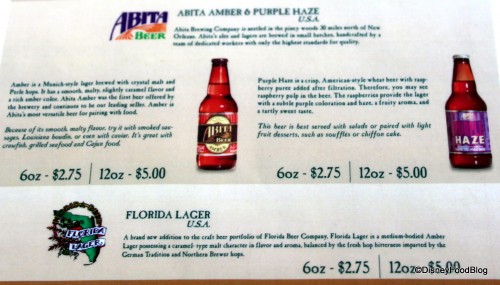 ABITA BEER
ABITA AMBER & PURPLE HAZE
U.S.A.
Abita Brewing Company is nestled in the piney woods 30 miles north of New
Orleans. Abita's ales and lagers are brewed in small batches, handcrafted by a
team of dedicated workers with only the highest standards for quality.
Amber is a Munich-style lager brewed with crystal malt and
Perle hops. It has a smooth, malty, slightly caramel flavor and
a rich amber color. Abita Amber was the first beer offered by
the brewery and continues to be our leading seller. Amber is
Abita's most versatile beer for pairing with food.
Because of its smooth, malty flavor, try it with smoked sau-
sages, Louisiana boudin, or even with caviar. It's great with
crawfish, grilled seafood and Cajun food.
ABITA
BEER
AMBER
6oz - $2.75 | 12oz - $5.00
Purple Haze is a crisp, American-style wheat beer with rasp-
berry puree added after filtration. Therefore, you may see
raspberry pulp in the beer. The raspberries provide the lager
with a subtle purple coloration and haze, a fruity aroma, and
a tartly sweet taste.
This beer is best served with salads or paired with light
fruit desserts, such as souffles or chiffon cake.
HAZE
6oz - $2.75 | 12oz - $5.00
FLORIDA
LAGER
FLORIDA LAGER
U.S.A.
A brand new addition to the craft beer portfolio of Florida Beer Company, Florida Lager is a medium-bodied Amber
Lager possessing a caramel-type malt character in flavor and aroma, balanced by the fresh hop bitterness imparted by the
German Tradition and Northern Brewer hops.
6oz - $2.75 | 12oz - $5.00
©DisneyFoodBlog